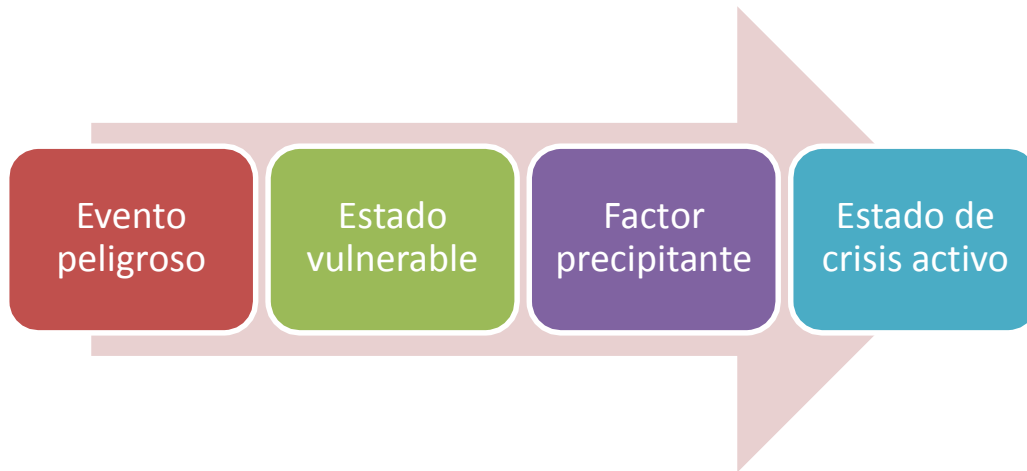 Evento
peligroso
Estado
vulnerable
Factor
precipitante
Estado de
crisis activo